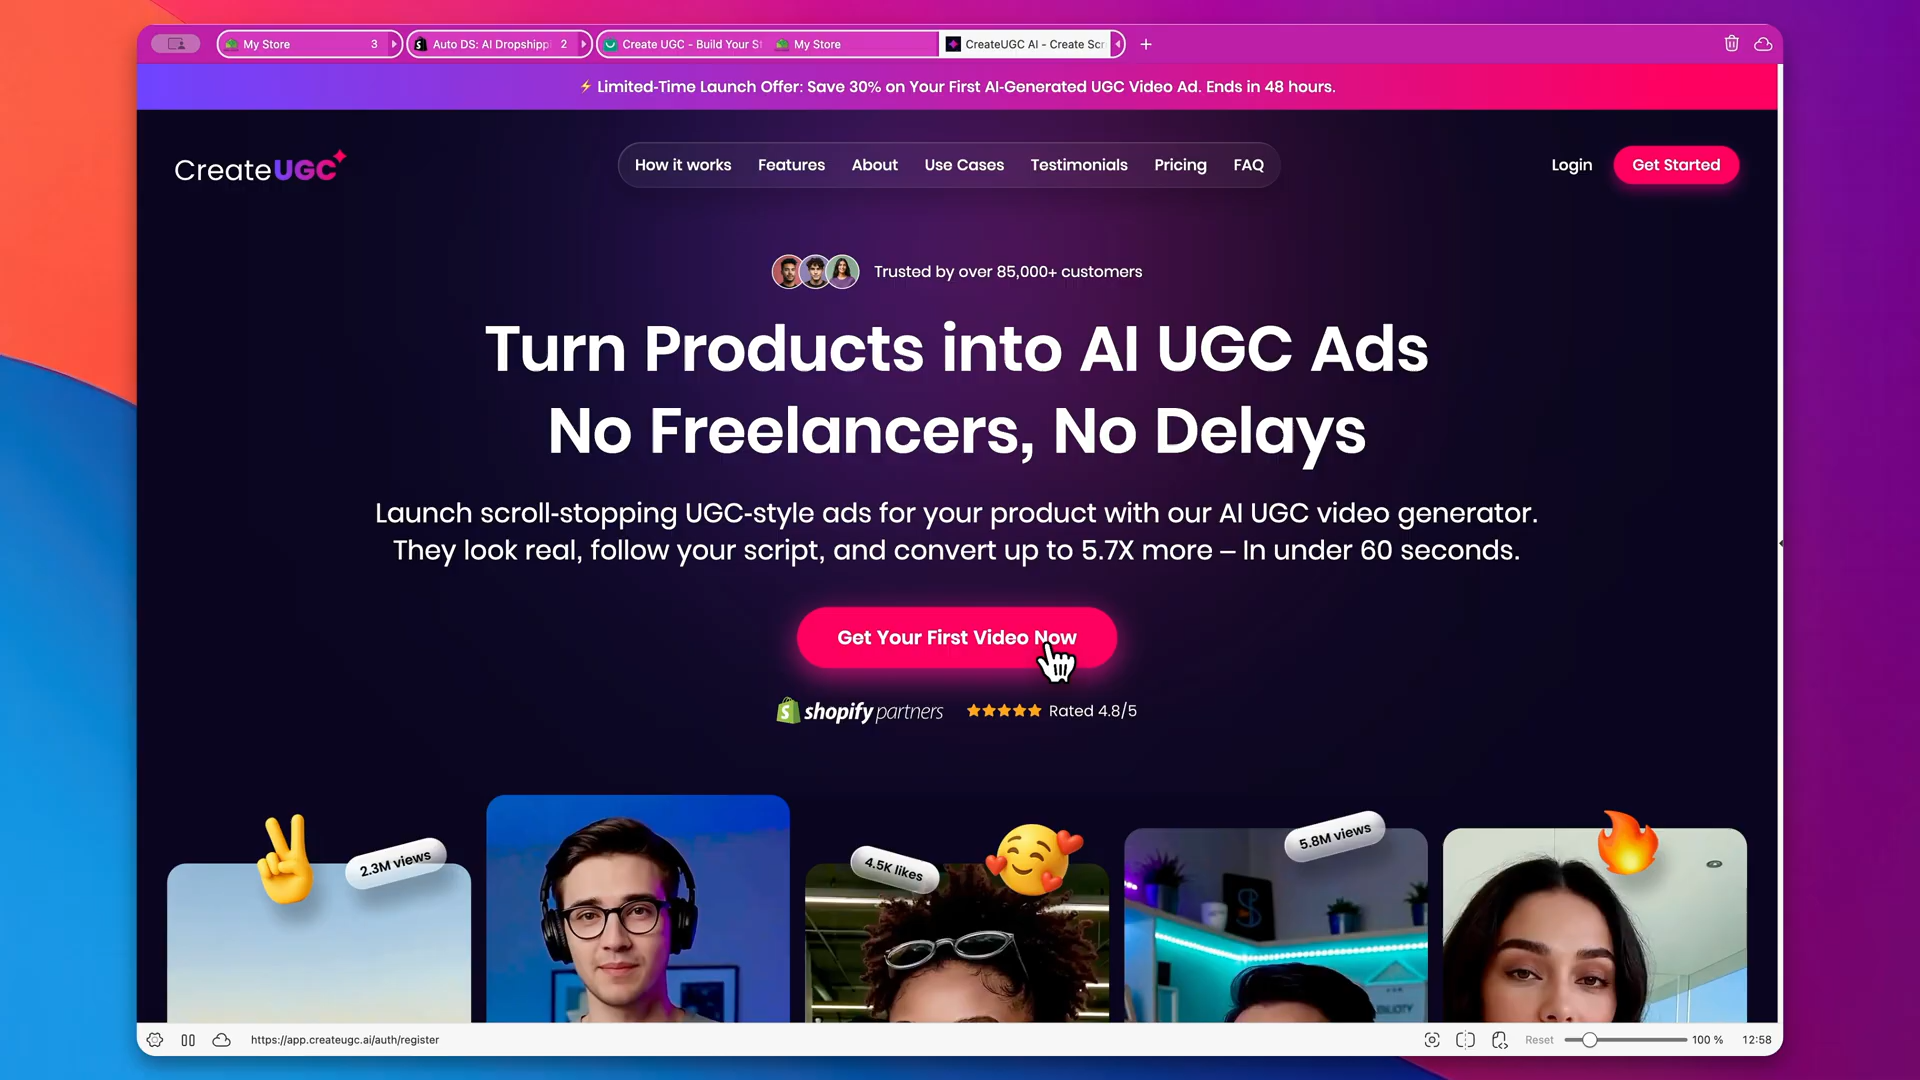 My Store 3
Auto DS: AI Dropshippi 2
Create UGC - Build Your St
My Store
CreateUGC AI - Create Scr
⚡ Limited-Time Launch Offer: Save 30% on Your First AI-Generated UGC Video Ad. Ends in 48 hours.
CreateUGC
How it works
Features
About
Use Cases
Testimonials
Pricing
FAQ
Login
Get Started
Trusted by over 85,000+ customers
Turn Products into AI UGC Ads
No Freelancers, No Delays
Launch scroll-stopping UGC-style ads for your product with our AI UGC video generator.
They look real, follow your script, and convert up to 5.7X more – In under 60 seconds.
Get Your First Video Now
shopify partners
Rated 4.8/5
2.3M views
4.5K likes
5.8M views
https://app.createugc.ai/auth/register
Reset
100 %
12:58